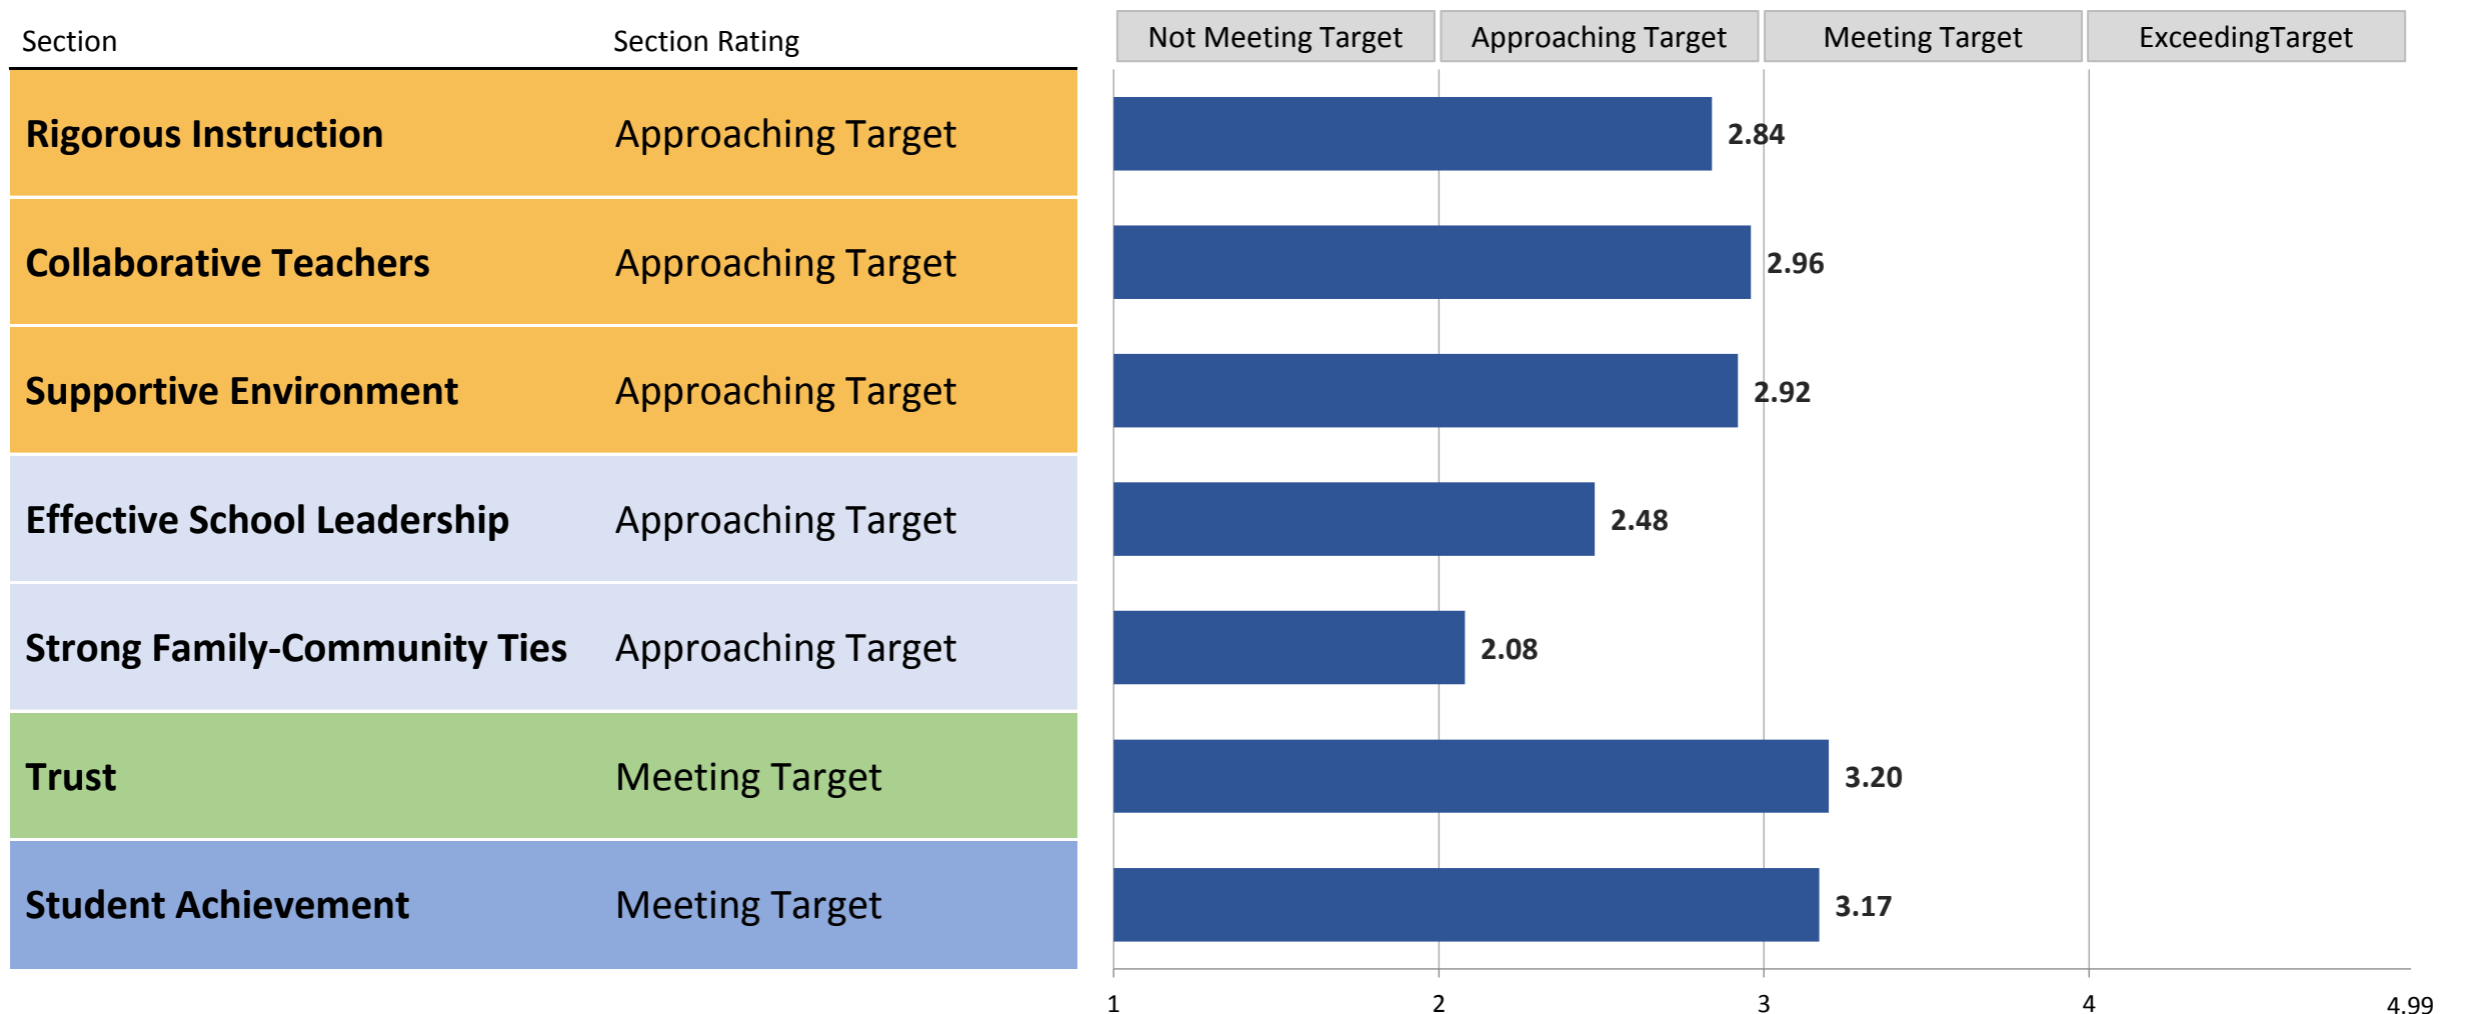 Section Section Rating Not Meeting Target Approaching Target Meeting Target ExceedingTarget
Rigorous Instruction Approaching Target 2.84
Collaborative Teachers Approaching Target 2.96
Supportive Environment Approaching Target 2.92
Effective School Leadership Approaching Target 2.48
Strong Family-Community Ties Approaching Target 2.08
Trust Meeting Target 3.20
Student Achievement Meeting Target 3.17
1 2 3 4 4.99